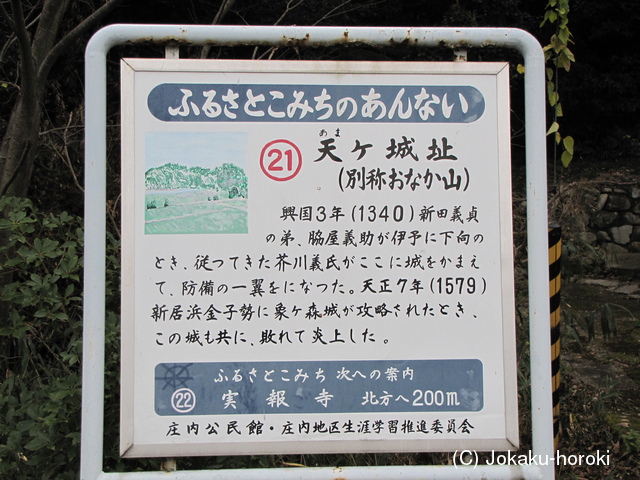 ふるさとこみちのあんない
21
あま
天ヶ城址
(別称おなか山)
興国3年(1340)新田義貞
の弟、脇屋義助が伊予に下向の
とき、従つてきた芥川義氏がここに城をかまえ
て、防備の一翼をになつた。天正7年(1579)
新居浜金子勢に象ヶ森城が攻略されたとき、
この城も共に、敗れて炎上した。
ふるさとこみち 次への案内
22 実報寺 北方へ200m
庄内公民館・庄内地区生涯学習推進委員会
(C) Jokaku-horoki